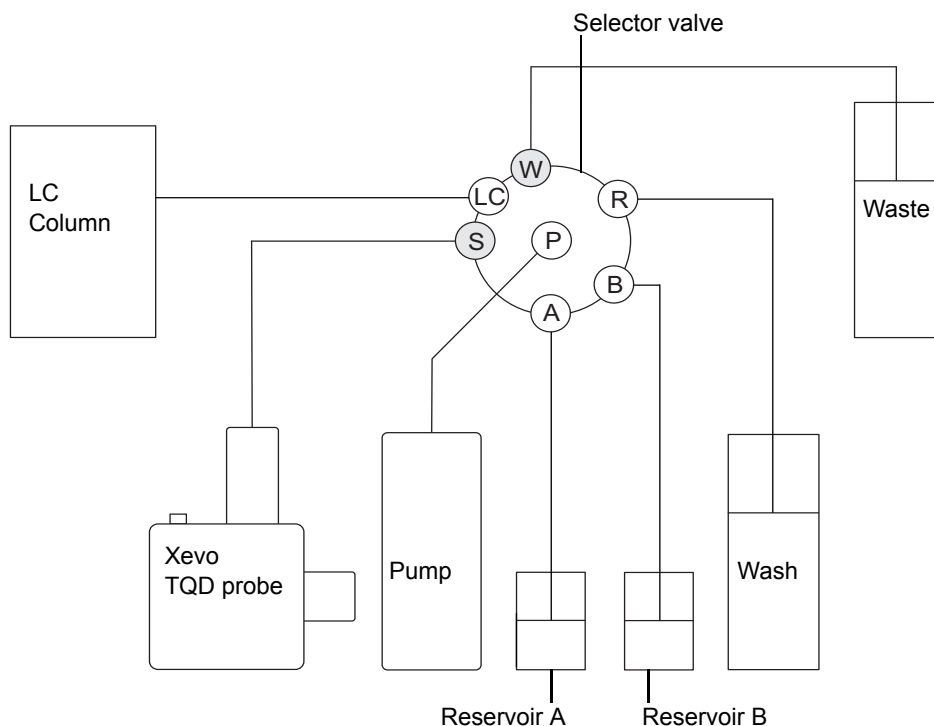 Selector valve
W
LC
R
S
P
B
A
LC
Column
Waste
Xevo
TQD probe
Pump
Wash
Reservoir A
Reservoir B